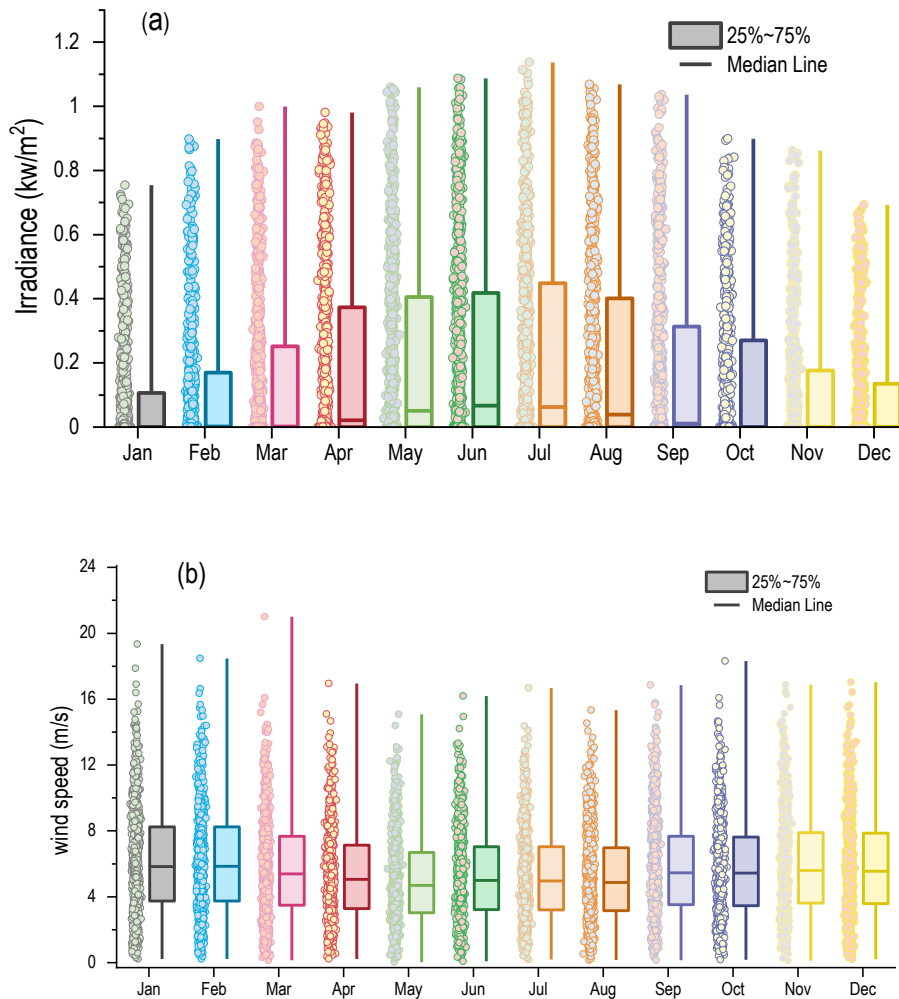 (a)
25%~75%
Median Line
Irradiance (kw/m²)
1.2
1
0.8
0.6
0.4
0.2
0
Jan Feb Mar Apr May Jun Jul Aug Sep Oct Nov Dec
(b)
25%~75%
Median Line
wind speed (m/s)
24
20
16
12
8
4
0
Jan Feb Mar Apr May Jun Jul Aug Sep Oct Nov Dec